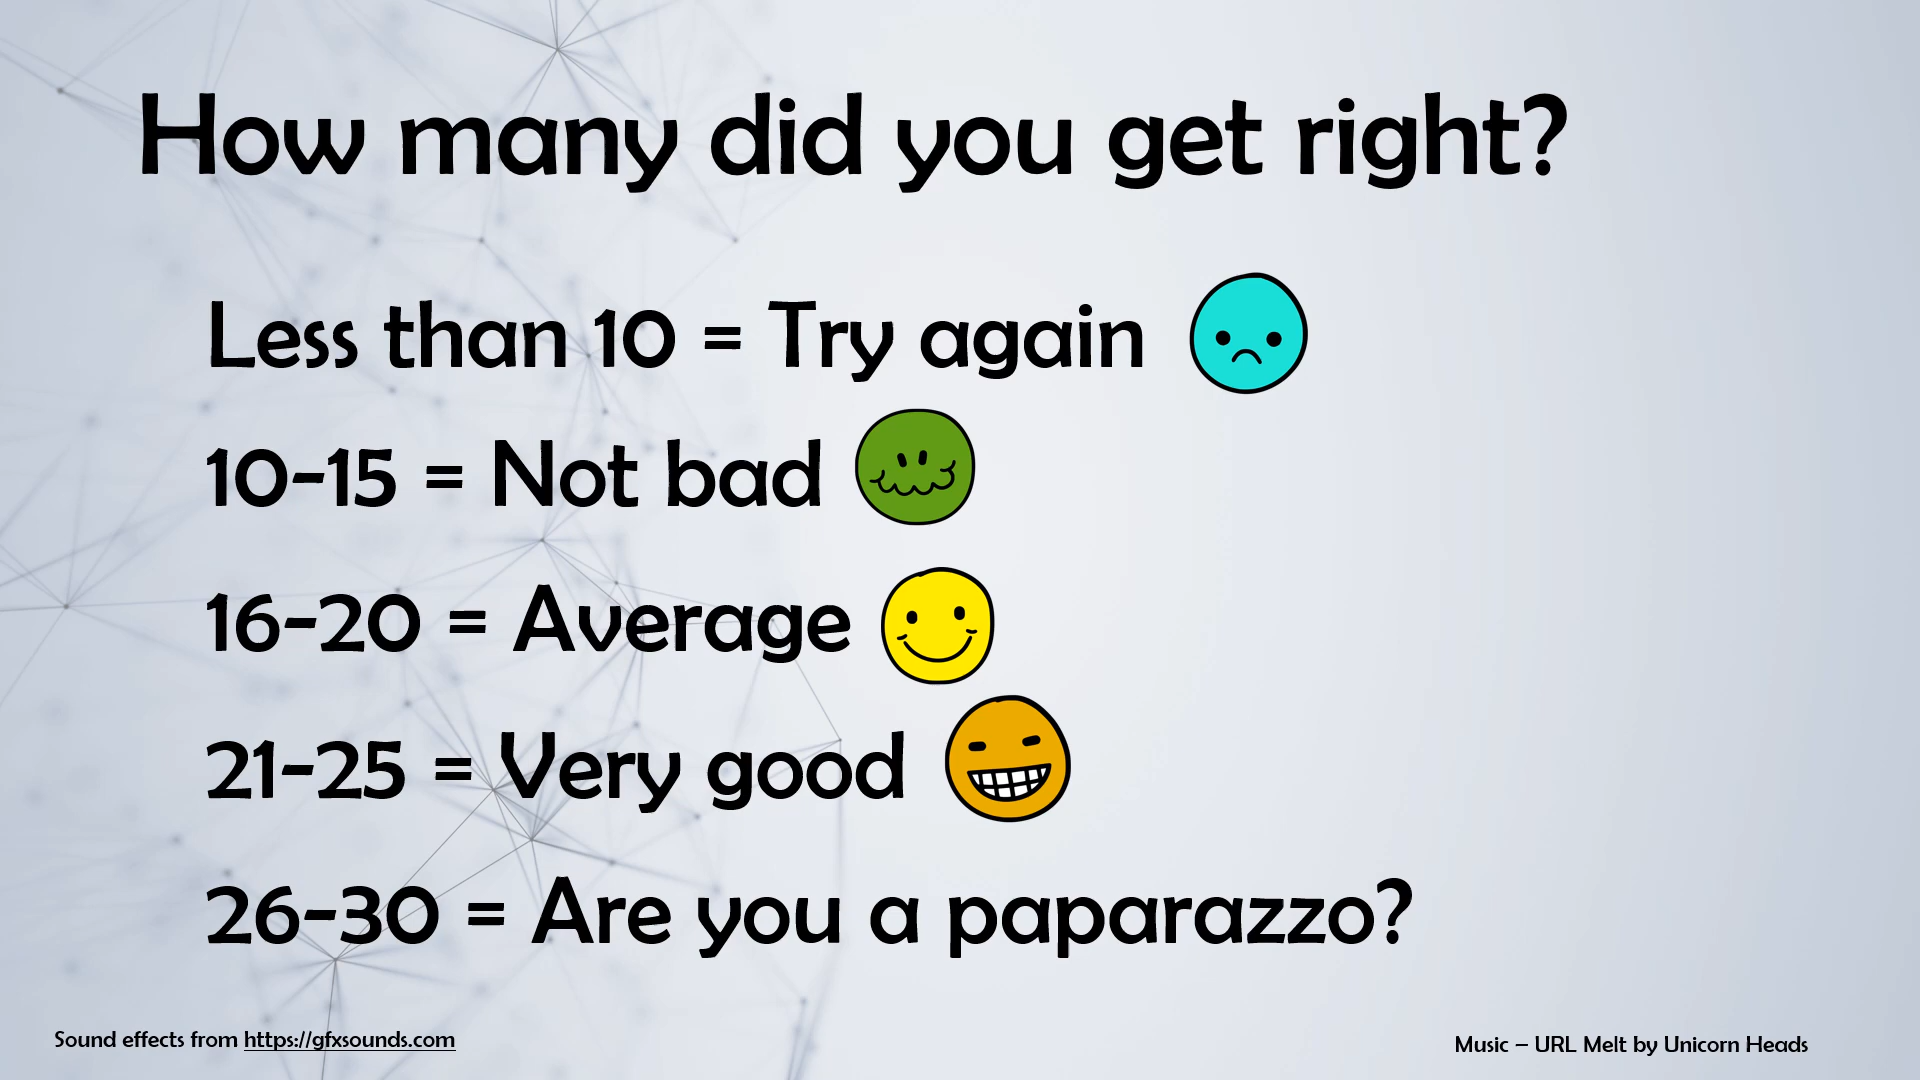 How many did you get right?
Less than 10 = Try again
10-15 = Not bad
16-20 = Average
21-25 = Very good
26-30 = Are you a paparazzo?
Sound effects from https://gfxsounds.com
Music – URL Melt by Unicorn Heads